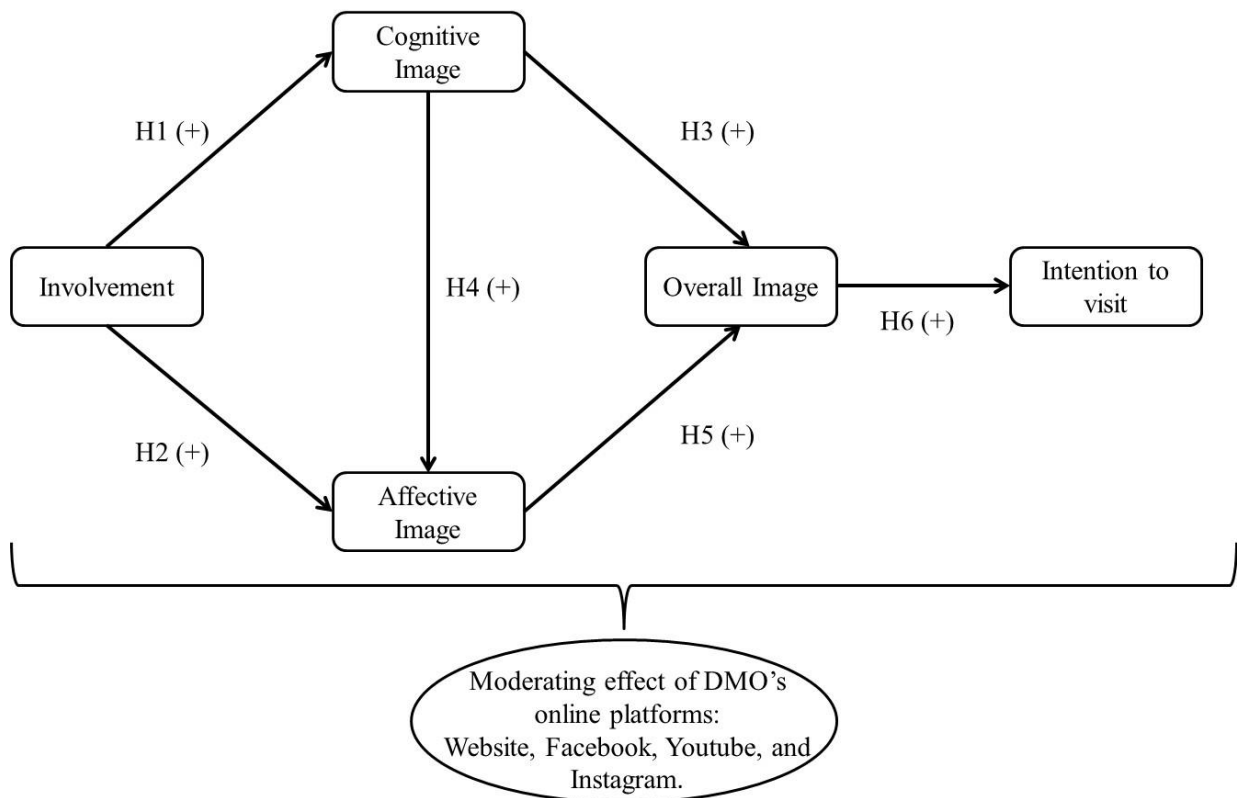 Cognitive
Image
H1 (+)
H3 (+)
Involvement
H4 (+)
Overall Image
Intention to
visit
H6 (+)
H2 (+)
H5 (+)
Affective
Image
Moderating effect of DMO’s
online platforms:
Website, Facebook, Youtube, and
Instagram.